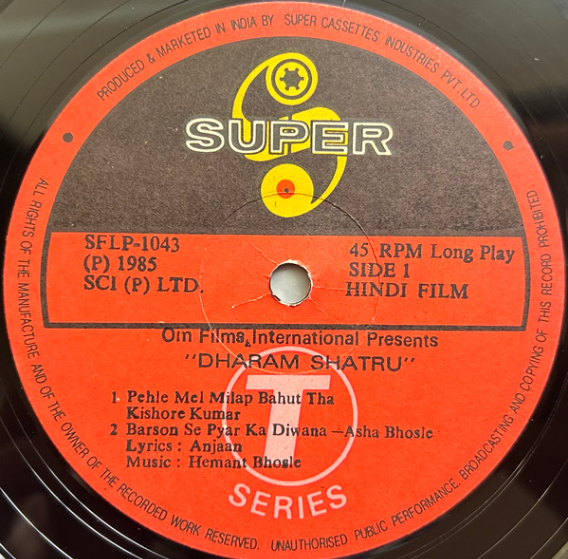 PRODUCED & MARKETED IN INDIA BY SUPER CASSETTES INDUSTRIES PVT. LTD.
SUPER
SFLP-1043
(P) 1985
SCI (P) LTD.
45 RPM Long Play
SIDE 1
HINDI FILM
Om Films International Presents
"DHARAM SHATRU"
1 Pehle Mel Milap Bahut Tha
Kishore Kumar
2 Barson Se Pyar Ka Diwana —Asha Bhosle
Lyrics : Anjaan
Music : Hemant Bhosle
T
SERIES
ALL RIGHTS OF THE MANUFACTURE AND OF THE OWNER OF THE RECORDED WORK RESERVED. UNAUTHORISED PUBLIC PERFORMANCE. BROADCASTING AND COPYING OF THIS RECORD PROHIBITED